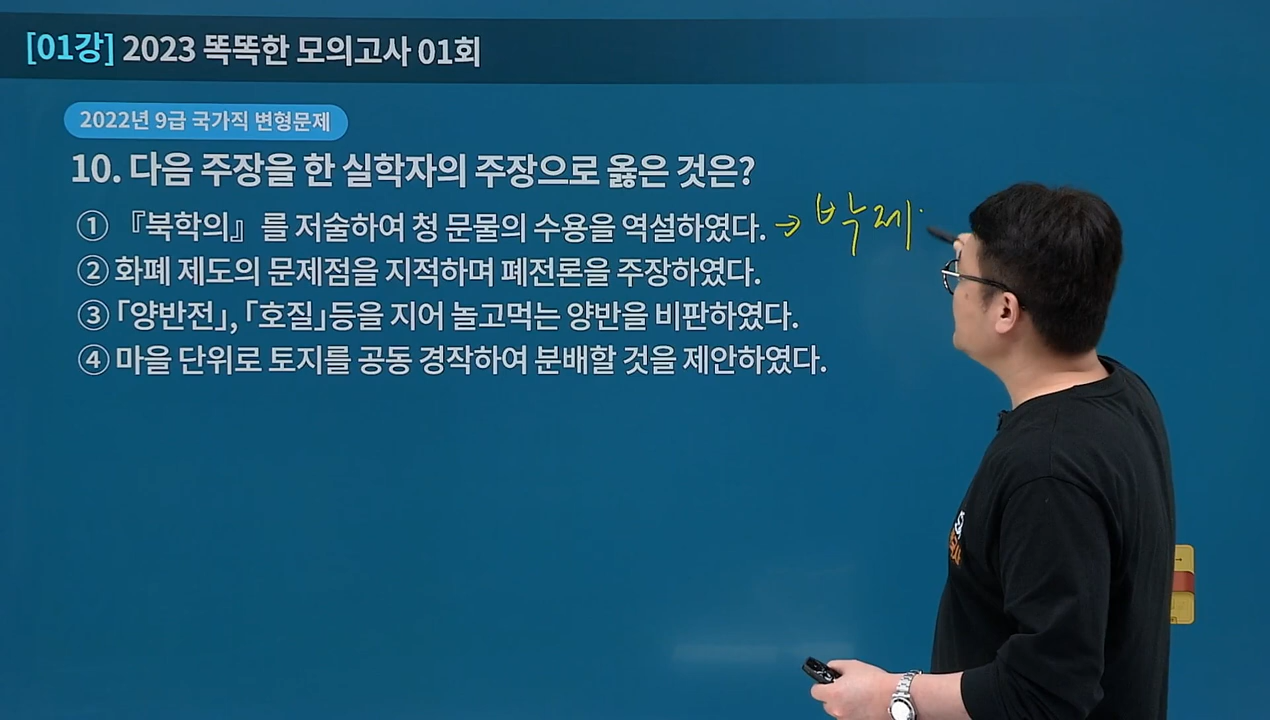 [01강] 2023 똑똑한 모의고사 01회
2022년 9급 국가직 변형문제
10. 다음 주장을 한 실학자의 주장으로 옳은 것은?
① 『북학의』를 저술하여 청 문물의 수용을 역설하였다. → 박제
② 화폐 제도의 문제점을 지적하며 폐전론을 주장하였다.
③ 「양반전」, 「호질」등을 지어 놀고먹는 양반을 비판하였다.
④ 마을 단위로 토지를 공동 경작하여 분배할 것을 제안하였다.